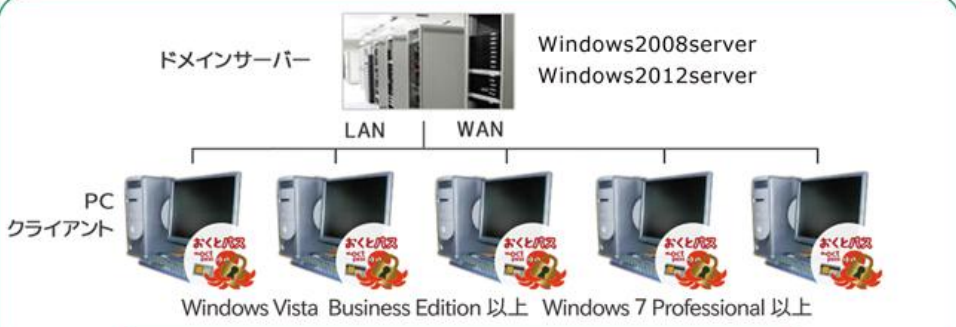 ドメインサーバー
Windows2008server
Windows2012server
LAN WAN
PC
クライアント
おくとパス
おくとパス
おくとパス
おくとパス
おくとパス
Windows Vista Business Edition 以上 Windows 7 Professional 以上